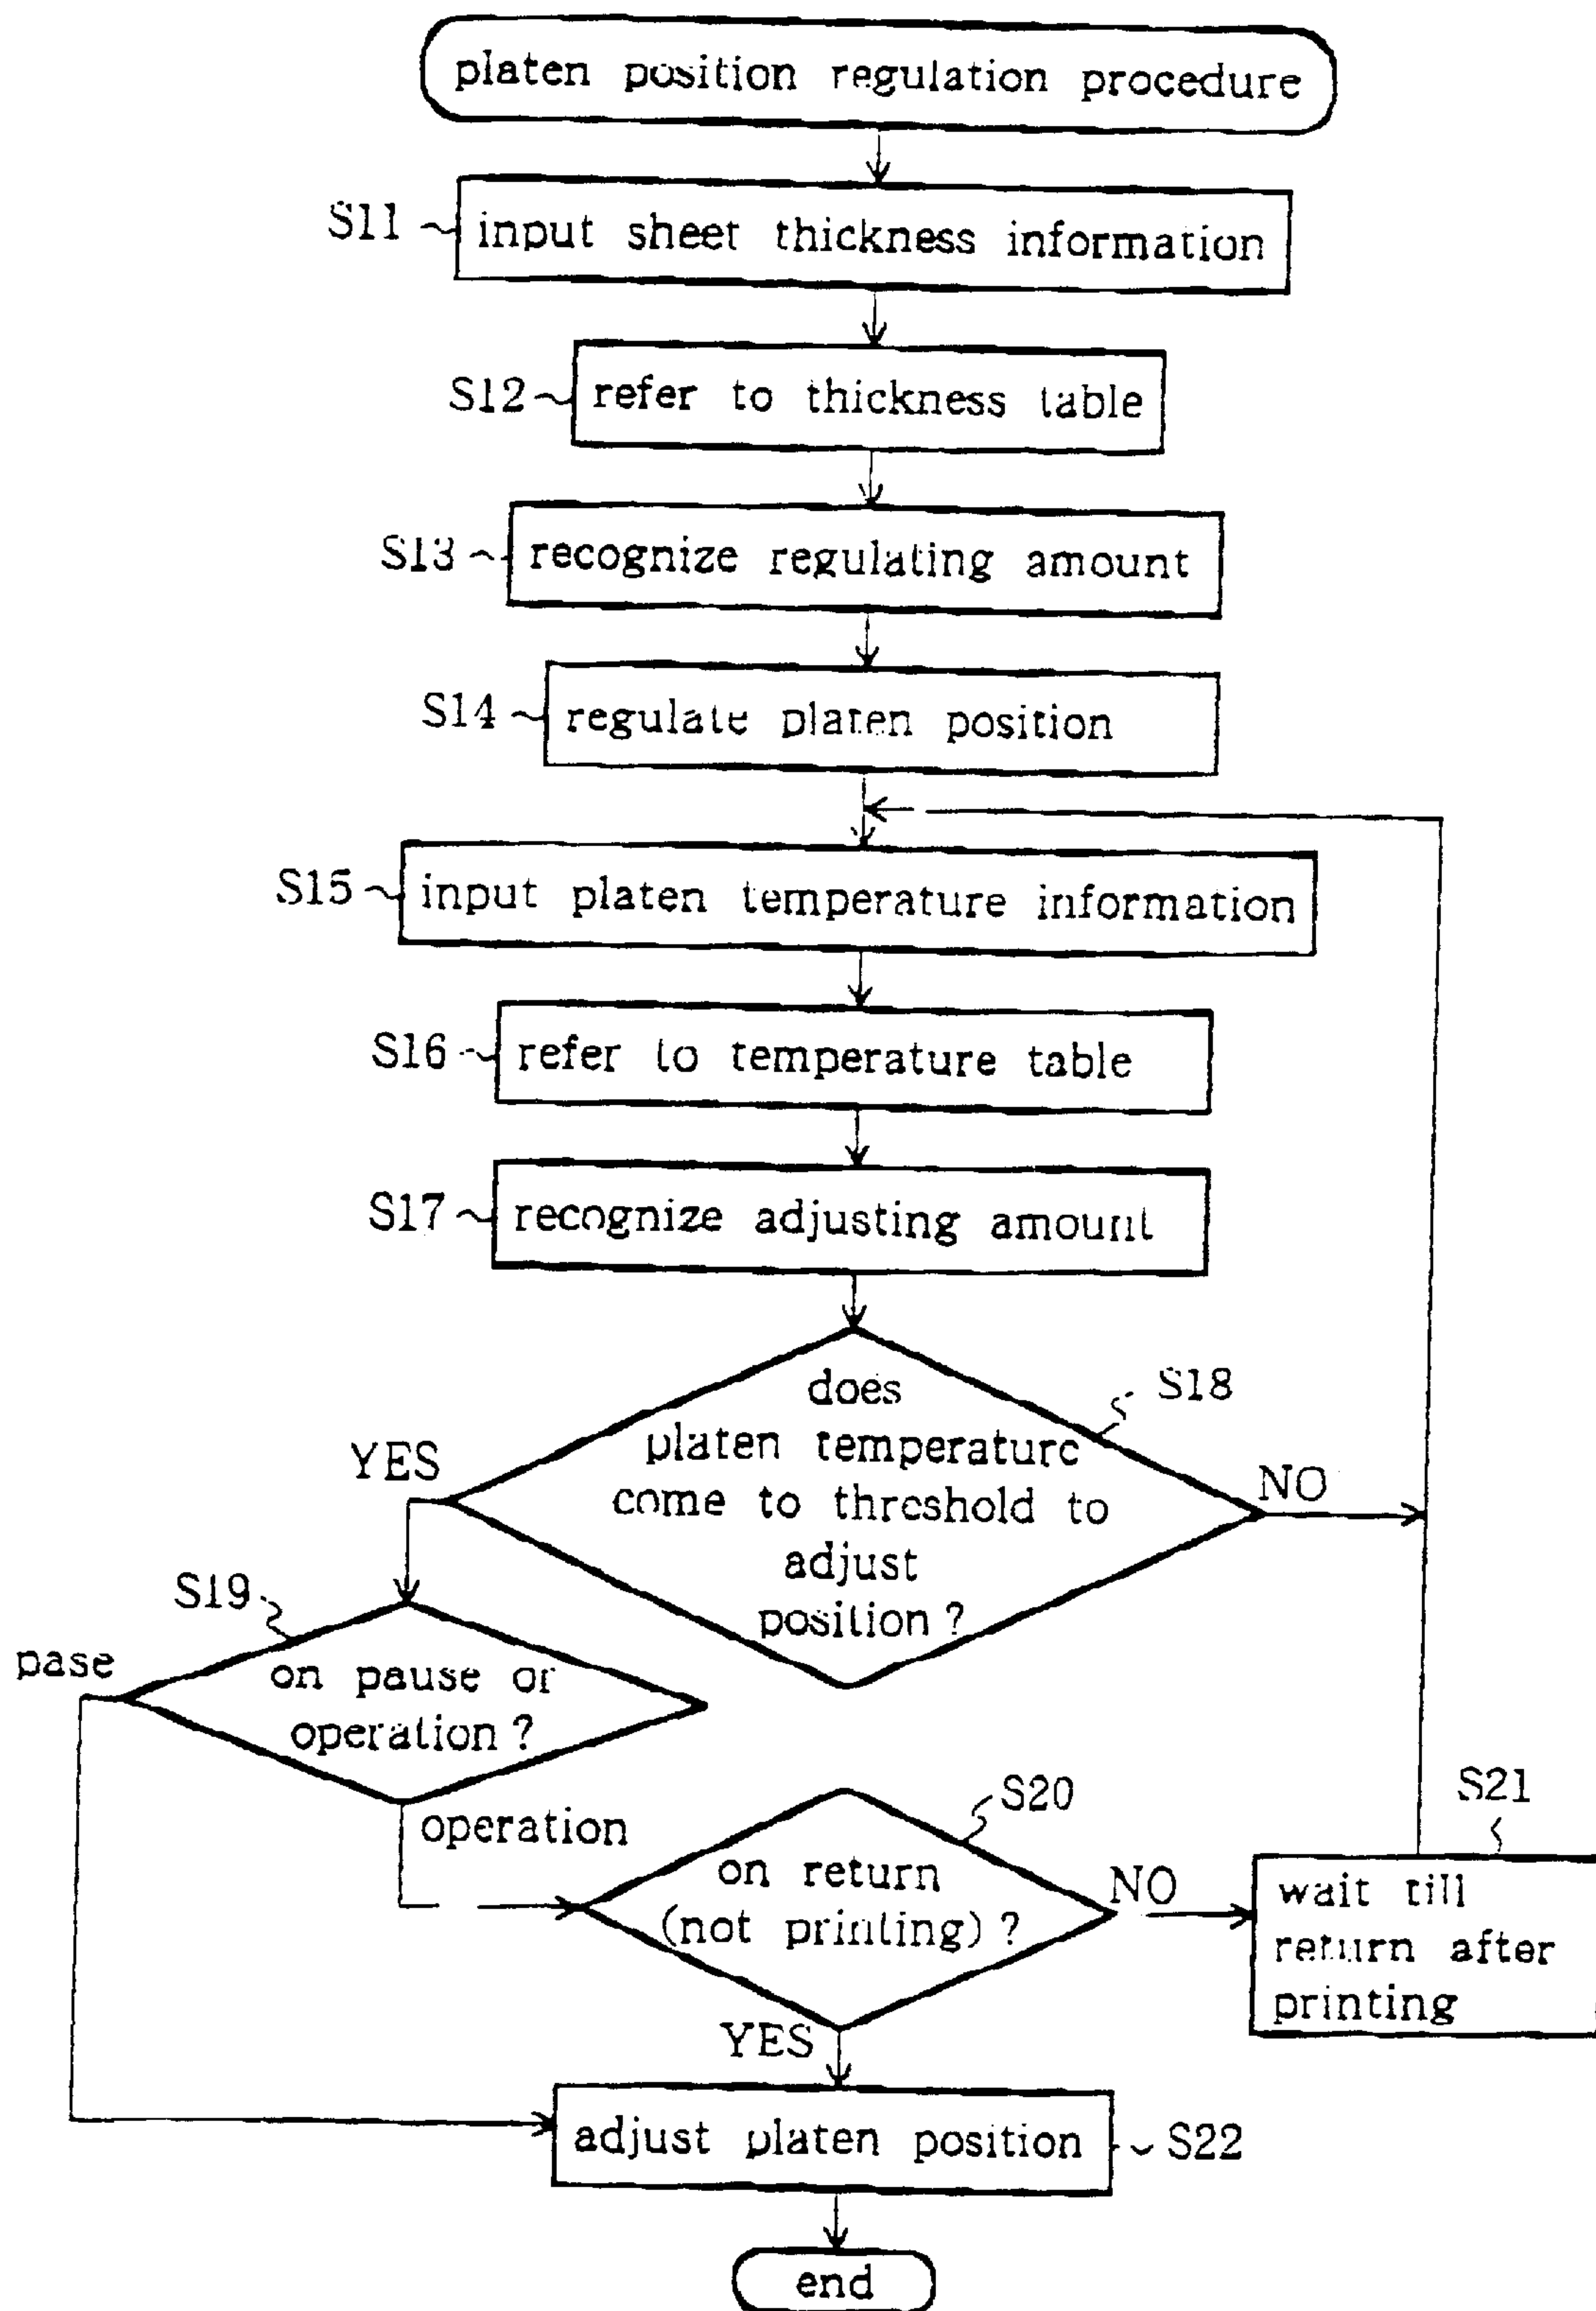 platen position regulation procedure
S11
input sheet thickness information
S12
refer to thickness table
S13
recognize regulating amount
S14
regulate platen position
S15
input platen temperature information
S16
refer to temperature table
S17
recognize adjusting amount
S18
does
platen temperature
come to threshold to
adjust
position ?
YES
NO
S19
pase
on pause or
operation ?
operation
S20
on return
(not printing) ?
NO
S21
wait till
return after
printing
YES
adjust platen position
S22
end